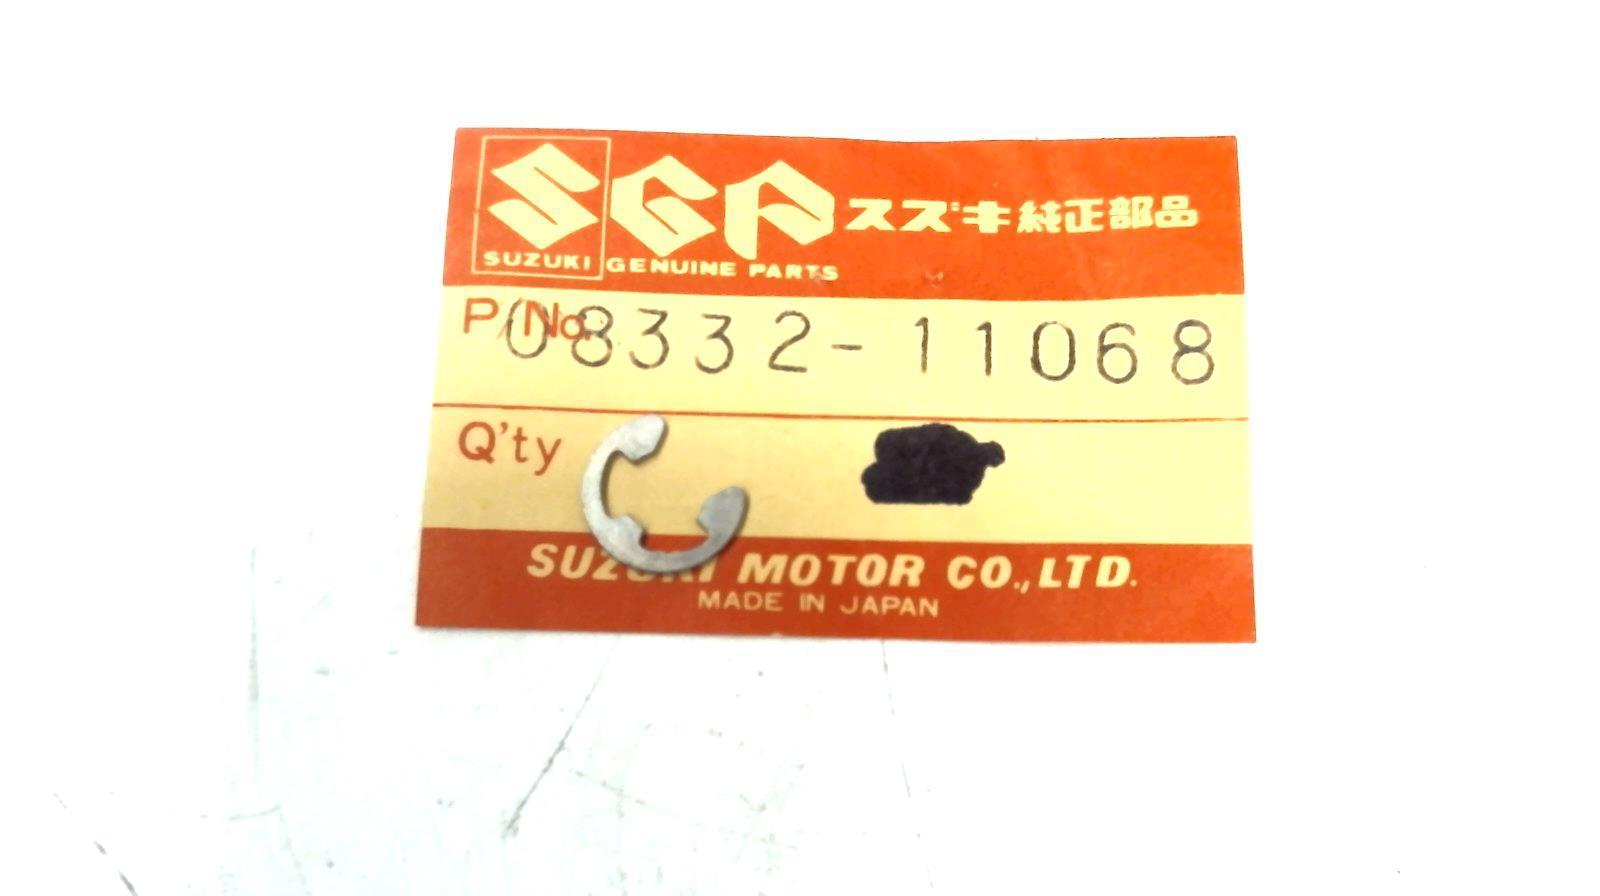 SGP スズキ純正部品
SUZUKI GENUINE PARTS
P/No. 08332-11068
Q'ty
SUZUKI MOTOR CO., LTD.
MADE IN JAPAN